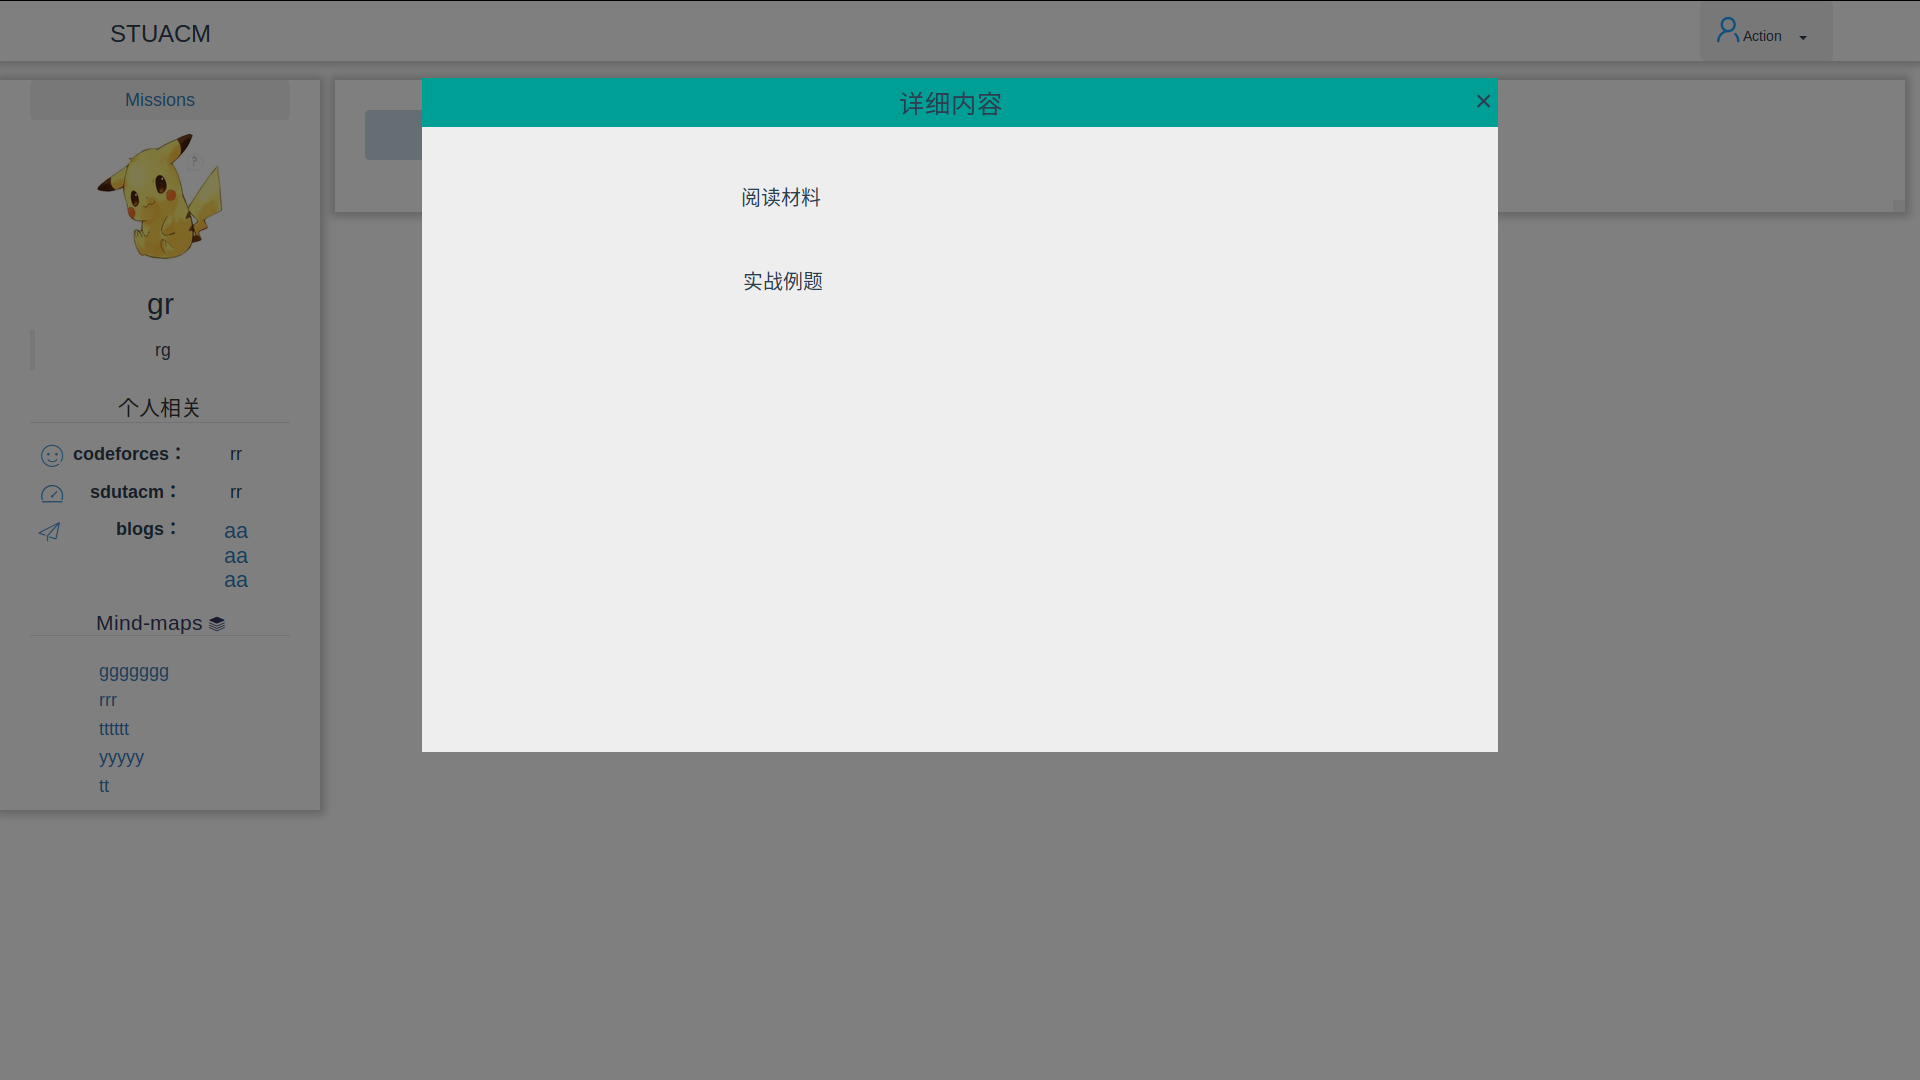 STUACM
Action
Missions
gr
rg
个人相关
codeforces： rr
sdutacm： rr
blogs： aa
aa
aa
Mind-maps
ggggggg
rrr
tttttt
yyyyy
tt
详细内容 ×
阅读材料
实战例题